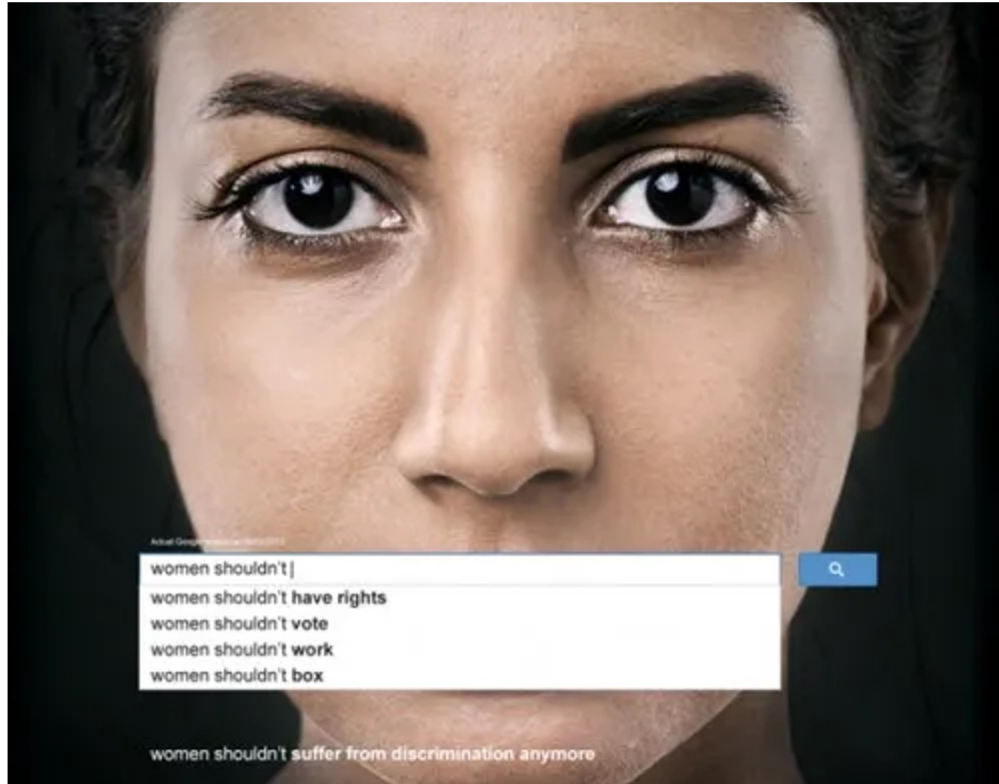 women shouldn't
women shouldn't have rights
women shouldn't vote
women shouldn't work
women shouldn't box
women shouldn't suffer from discrimination anymore